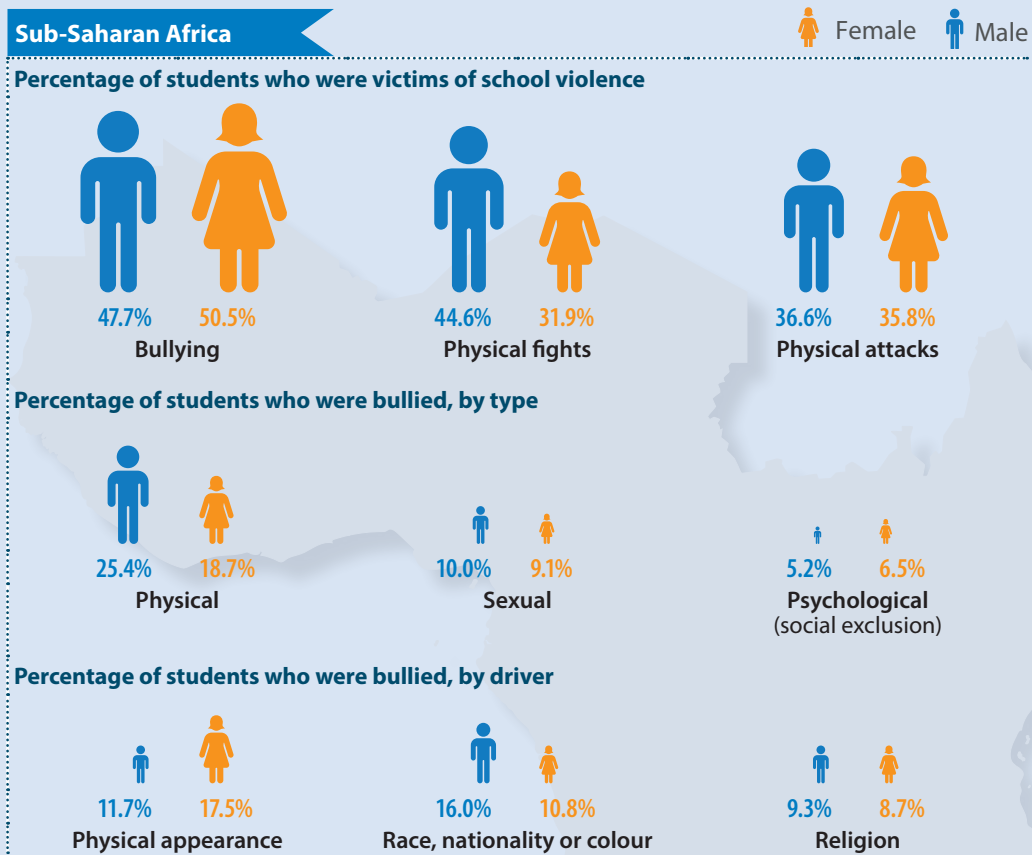 Sub-Saharan Africa
Female Male
Percentage of students who were victims of school violence
47.7% 50.5% 44.6% 31.9% 36.6% 35.8%
Bullying Physical fights Physical attacks
Percentage of students who were bullied, by type
25.4% 18.7% 10.0% 9.1% 5.2% 6.5%
Physical Sexual Psychological
(social exclusion)
Percentage of students who were bullied, by driver
11.7% 17.5% 16.0% 10.8% 9.3% 8.7%
Physical appearance Race, nationality or colour Religion